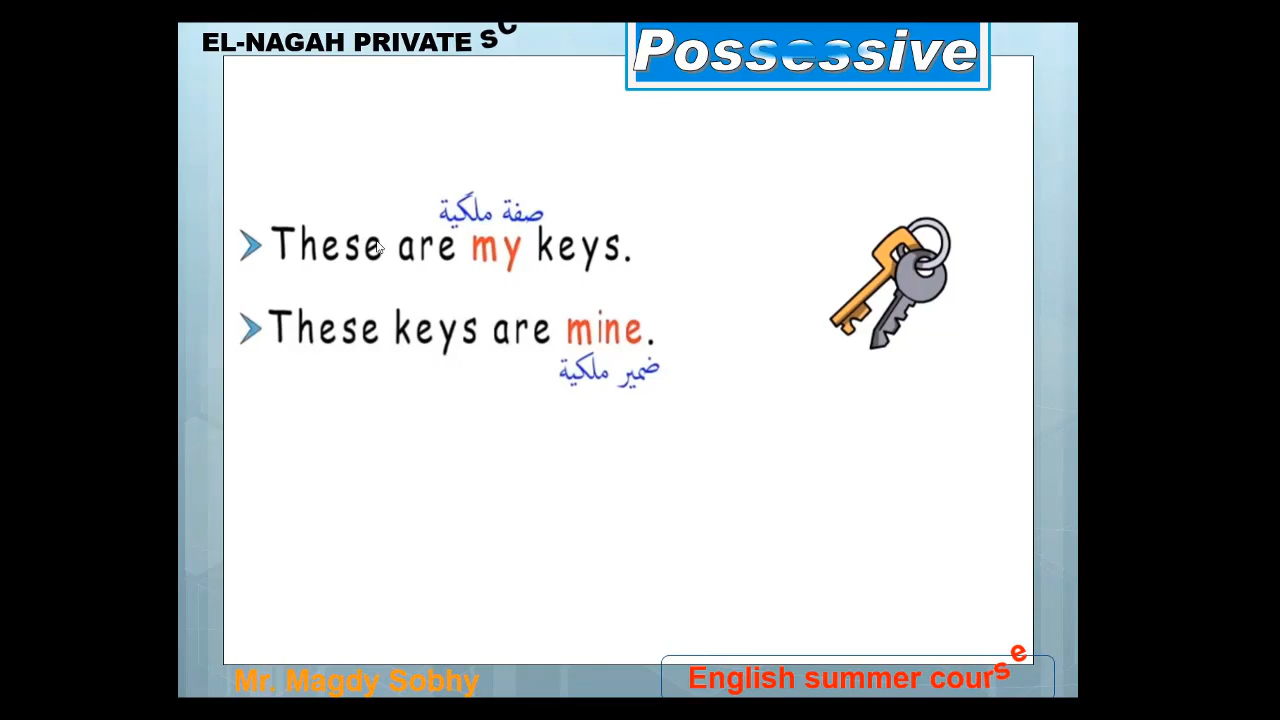 EL-NAGAH PRIVATE sc
Possessive
صفة ملكية
These are my keys.
These keys are mine.
ضمير ملكية
Mr. Magdy Sobhy
English summer course